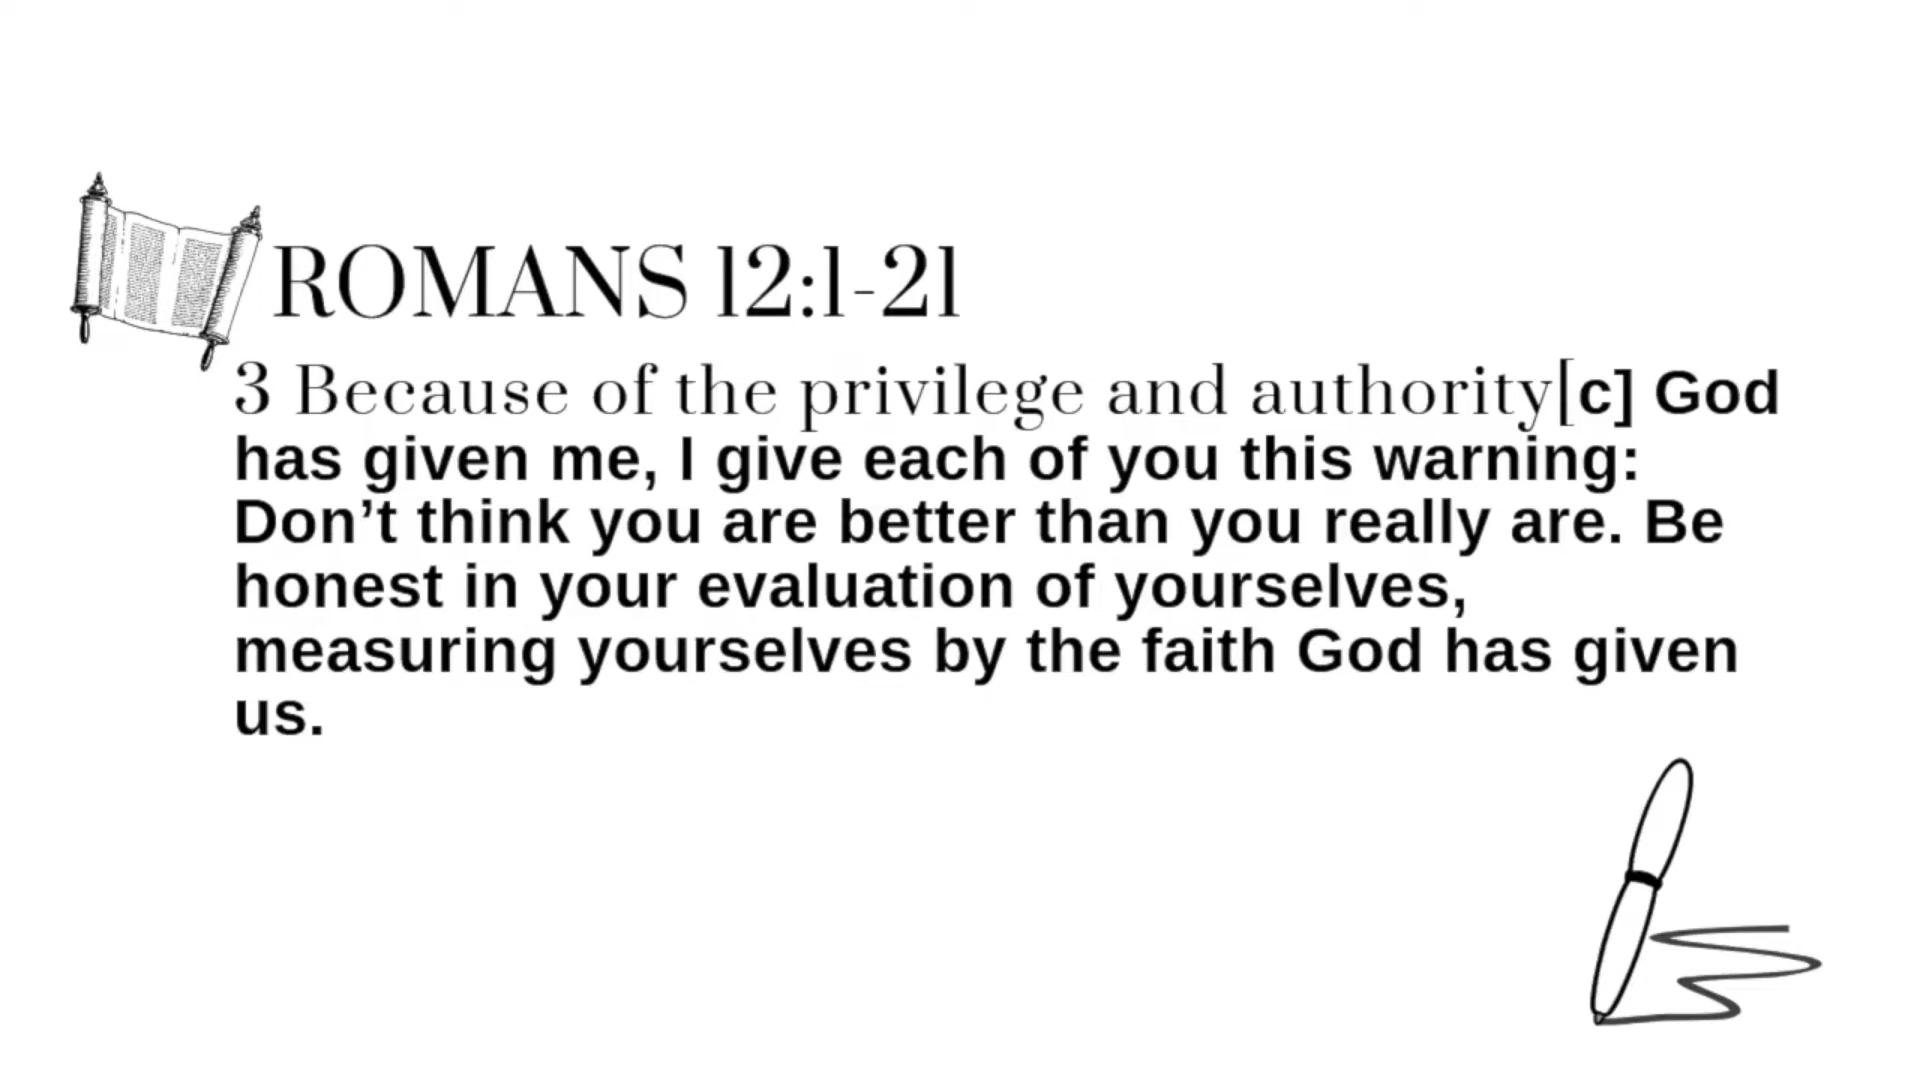 ROMANS 12:1-21
3 Because of the privilege and authority[c] God
has given me, I give each of you this warning:
Don’t think you are better than you really are. Be
honest in your evaluation of yourselves,
measuring yourselves by the faith God has given
us.